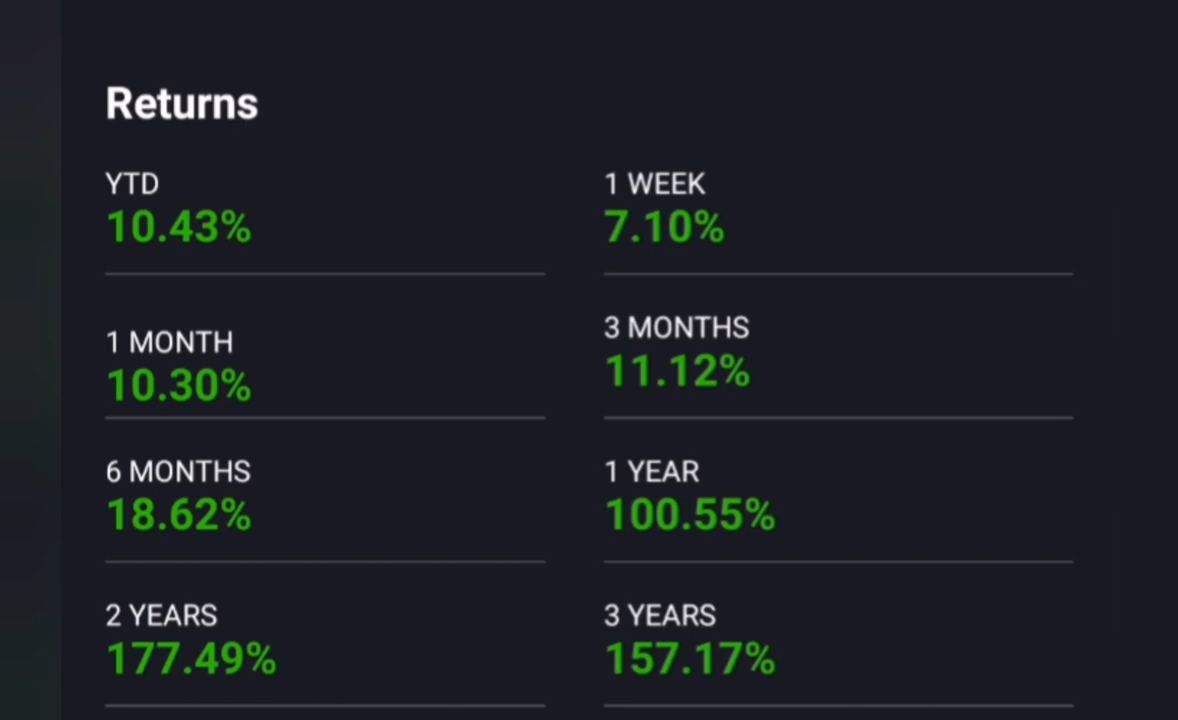 Returns
YTD
10.43%
1 WEEK
7.10%
1 MONTH
10.30%
3 MONTHS
11.12%
6 MONTHS
18.62%
1 YEAR
100.55%
2 YEARS
177.49%
3 YEARS
157.17%